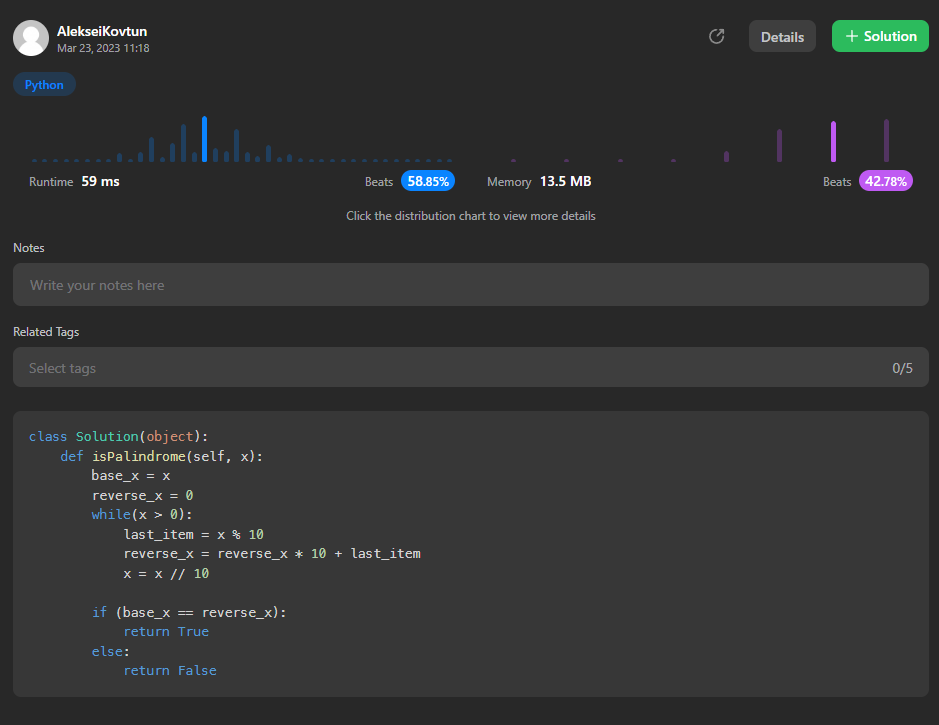 AlekseiKovtun
Mar 23, 2023 11:18
Details
+ Solution
Python
Runtime 59 ms
Beats 58.85%
Memory 13.5 MB
Beats 42.78%
Click the distribution chart to view more details
Notes
Write your notes here
Related Tags
Select tags
0/5
class Solution(object):
    def isPalindrome(self, x):
        base_x = x
        reverse_x = 0
        while(x > 0):
            last_item = x % 10
            reverse_x = reverse_x * 10 + last_item
            x = x // 10
        if (base_x == reverse_x):
            return True
        else:
            return False